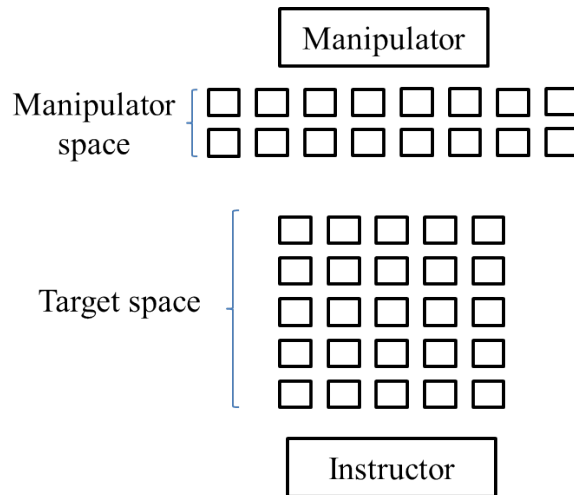 Manipulator
Manipulator
space
Target space
Instructor